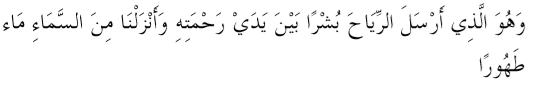 وَهُوَ الَّذِي أَرْسَلَ الرِّيَاحَ بُشْرًا بَيْنَ يَدَيْ رَحْمَتِهِ وَأَنْزَلْنَا مِنَ السَّمَاءِ مَاء
طَهُورًا